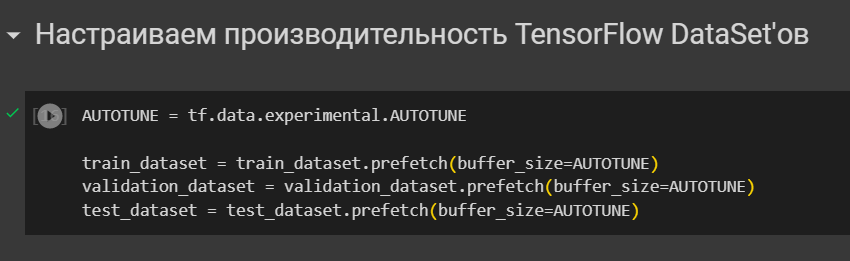 Настраиваем производительность TensorFlow DataSet'ов
AUTOTUNE = tf.data.experimental.AUTOTUNE
train_dataset = train_dataset.prefetch(buffer_size=AUTOTUNE)
validation_dataset = validation_dataset.prefetch(buffer_size=AUTOTUNE)
test_dataset = test_dataset.prefetch(buffer_size=AUTOTUNE)